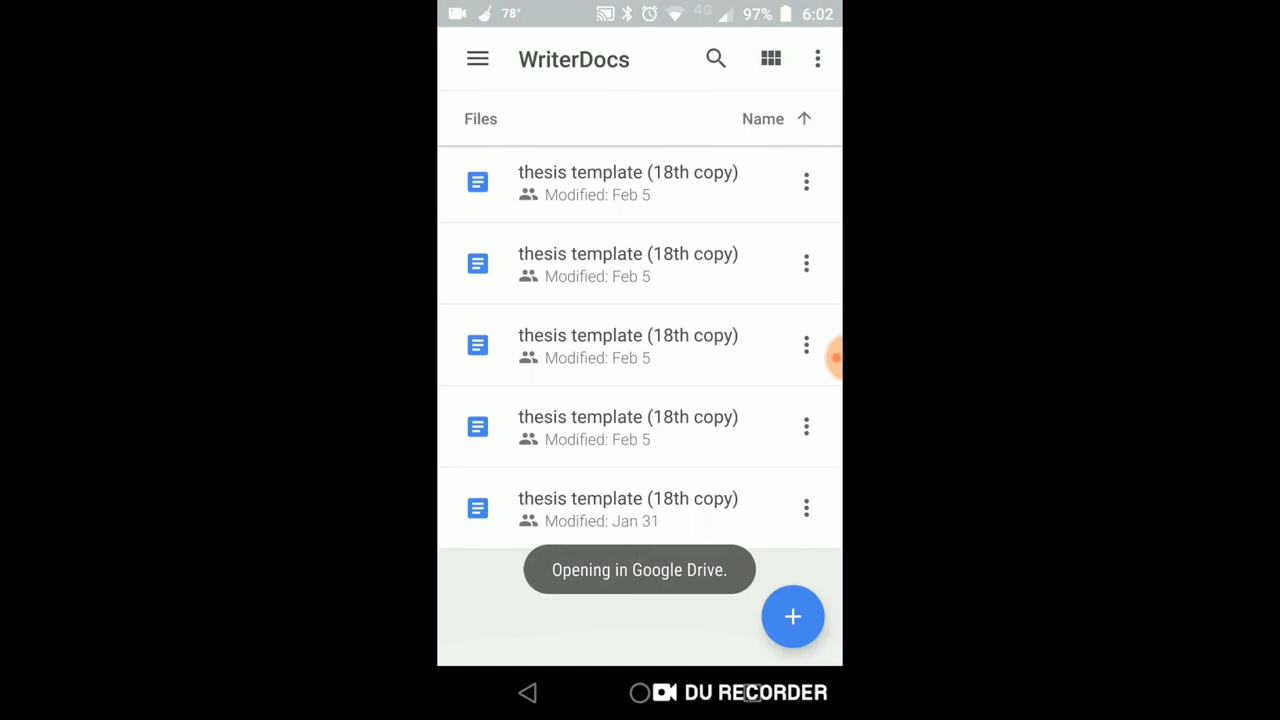 78° 4G 97% 6:02
WriterDocs
Files Name
thesis template (18th copy)
Modified: Feb 5
thesis template (18th copy)
Modified: Feb 5
thesis template (18th copy)
Modified: Feb 5
thesis template (18th copy)
Modified: Feb 5
thesis template (18th copy)
Modified: Jan 31
Opening in Google Drive.
DU RECORDER